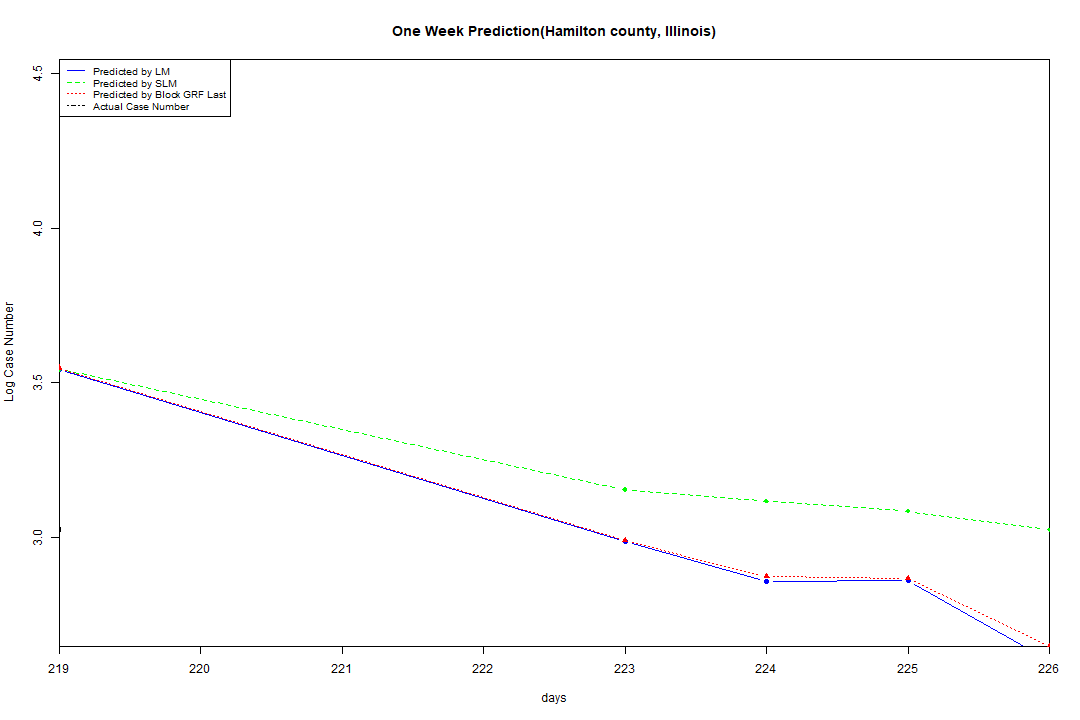 One Week Prediction(Hamilton county, Illinois)
Predicted by LM
Predicted by SLM
Predicted by Block GRF Last
Actual Case Number
4.5
4.0
3.5
3.0
Log Case Number
219 220 221 222 223 224 225 226
days